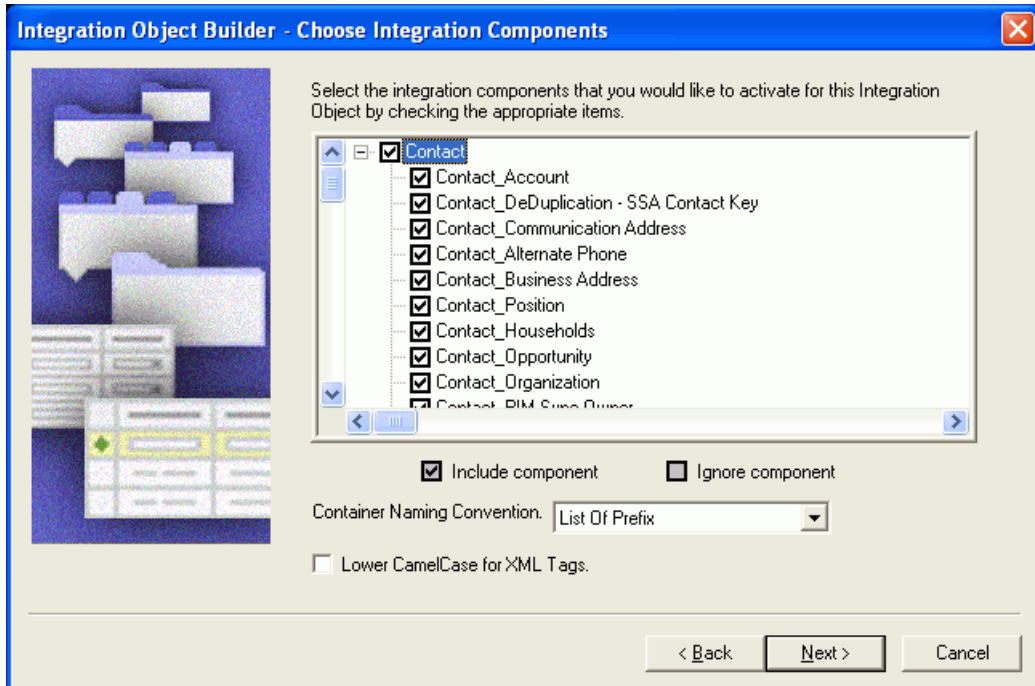 Integration Object Builder - Choose Integration Components
Select the integration components that you would like to activate for this Integration
Object by checking the appropriate items.
Contact
Contact_Account
Contact_DeDuplication - SSA Contact Key
Contact_Communication Address
Contact_Alternate Phone
Contact_Business Address
Contact_Position
Contact_Households
Contact_Opportunity
Contact_Organization
Contact_PIM Sync Owner
Include component Ignore component
Container Naming Convention. List Of Prefix
Lower CamelCase for XML Tags.
< Back Next > Cancel